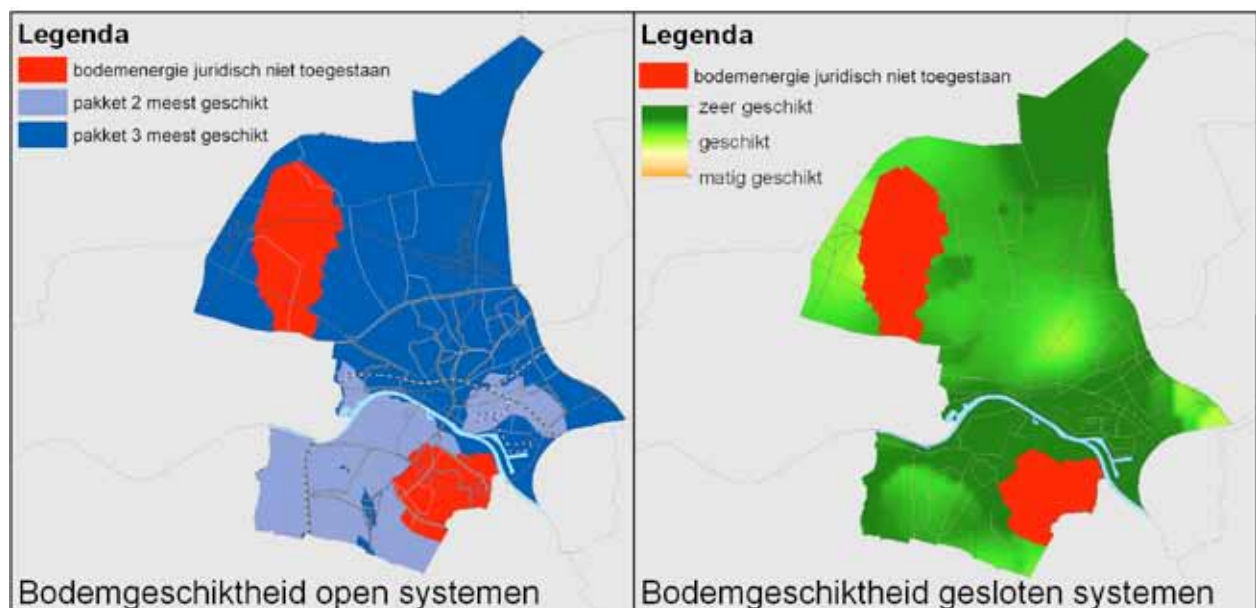 Legenda
bodemenergie juridisch niet toegestaan
pakket 2 meest geschikt
pakket 3 meest geschikt
Bodemgeschiktheid open systemen
Legenda
bodemenergie juridisch niet toegestaan
zeer geschikt
geschikt
matig geschikt
Bodemgeschiktheid gesloten systemen